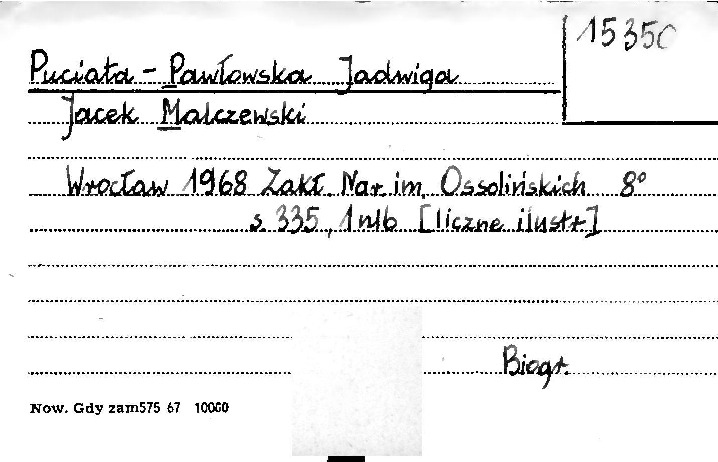 15350
Puciata-Pawłowska Jadwiga
Jacek Malczewski
Wrocław 1968 Zakł. Nar. im. Ossolińskich 8°
s. 335, 1 nlb [liczne ilustr.]
Biogr.
Now. Gdy zam575 67 10000